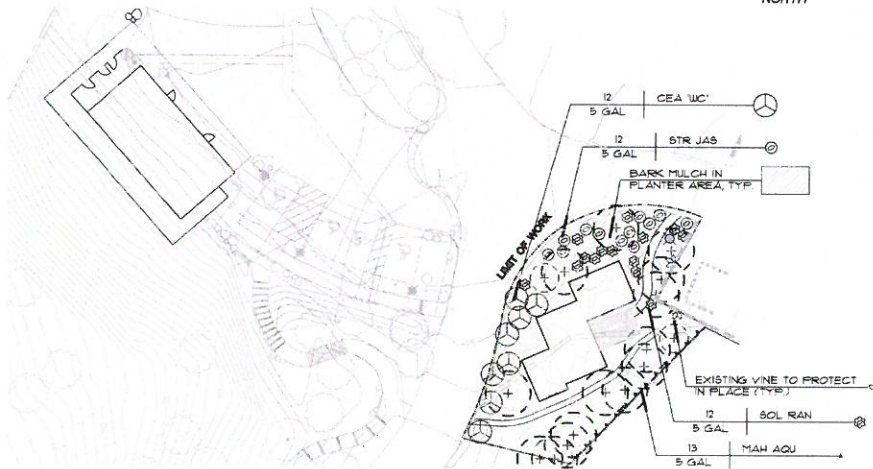 NORTH
12 CEA 'WC'
5 GAL
12 STR JAS
5 GAL
BARK MULCH IN
PLANTER AREA, TYP.
LIMIT OF WORK
EXISTING VINE TO PROTECT
IN PLACE (TYP.)
12 SOL RAN
5 GAL
13 MAH AQU
5 GAL